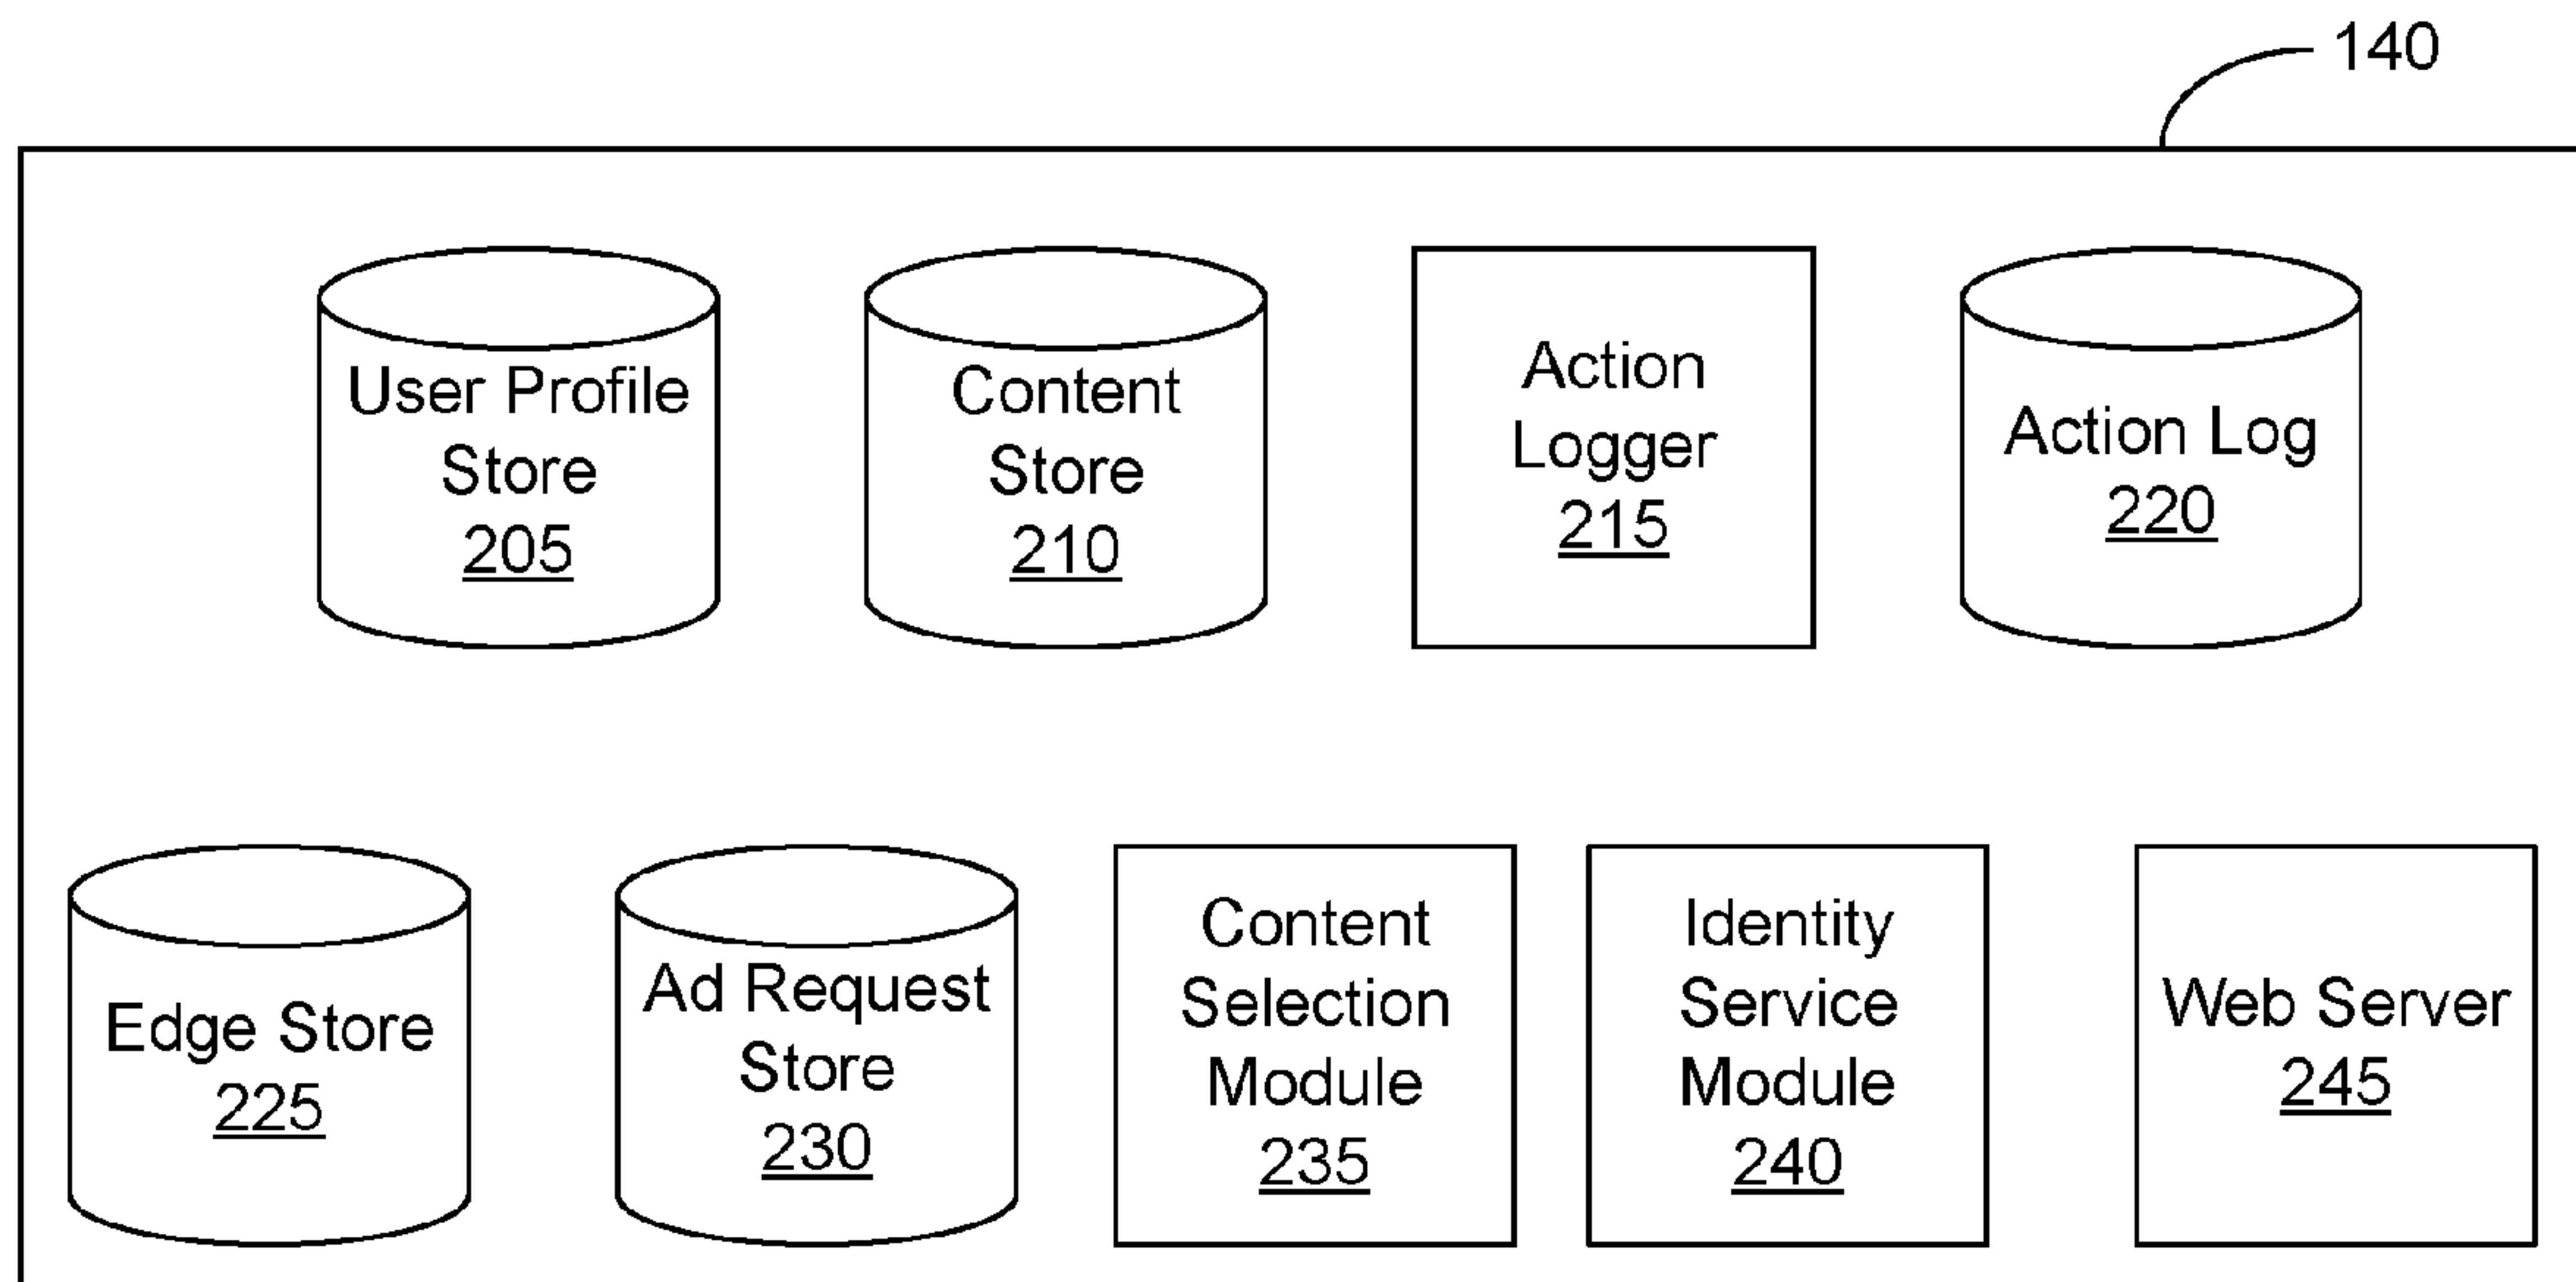 140
User Profile
Store
205
Content
Store
210
Action
Logger
215
Action Log
220
Edge Store
225
Ad Request
Store
230
Content
Selection
Module
235
Identity
Service
Module
240
Web Server
245